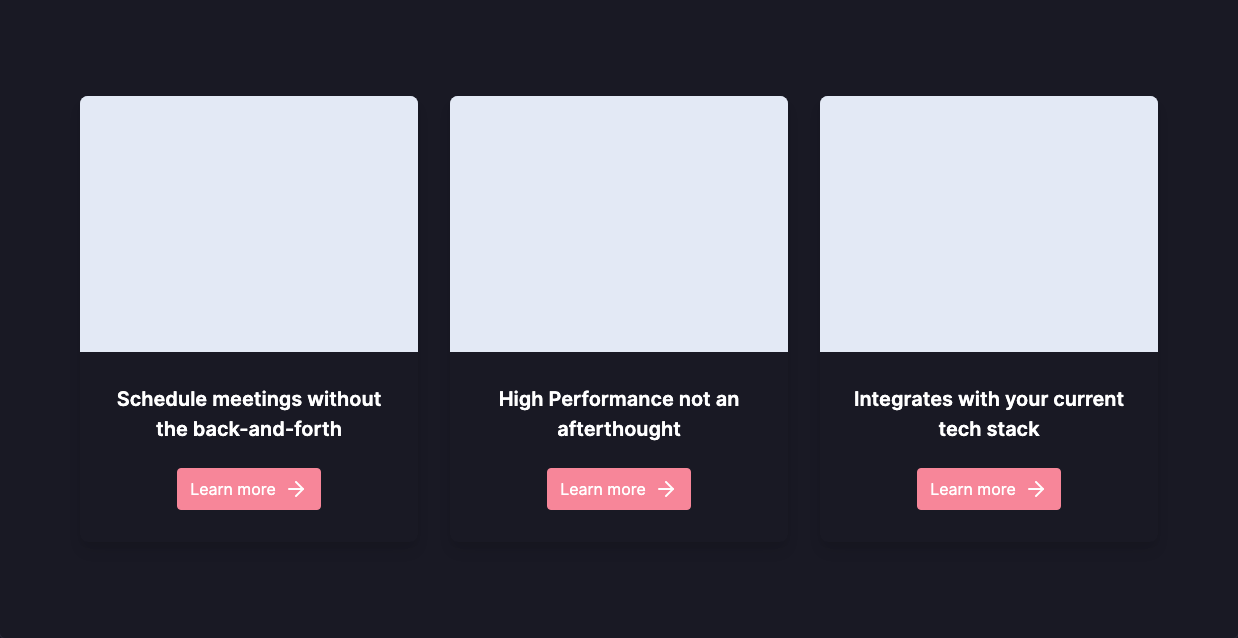 Schedule meetings without
the back-and-forth
Learn more
High Performance not an
afterthought
Learn more
Integrates with your current
tech stack
Learn more